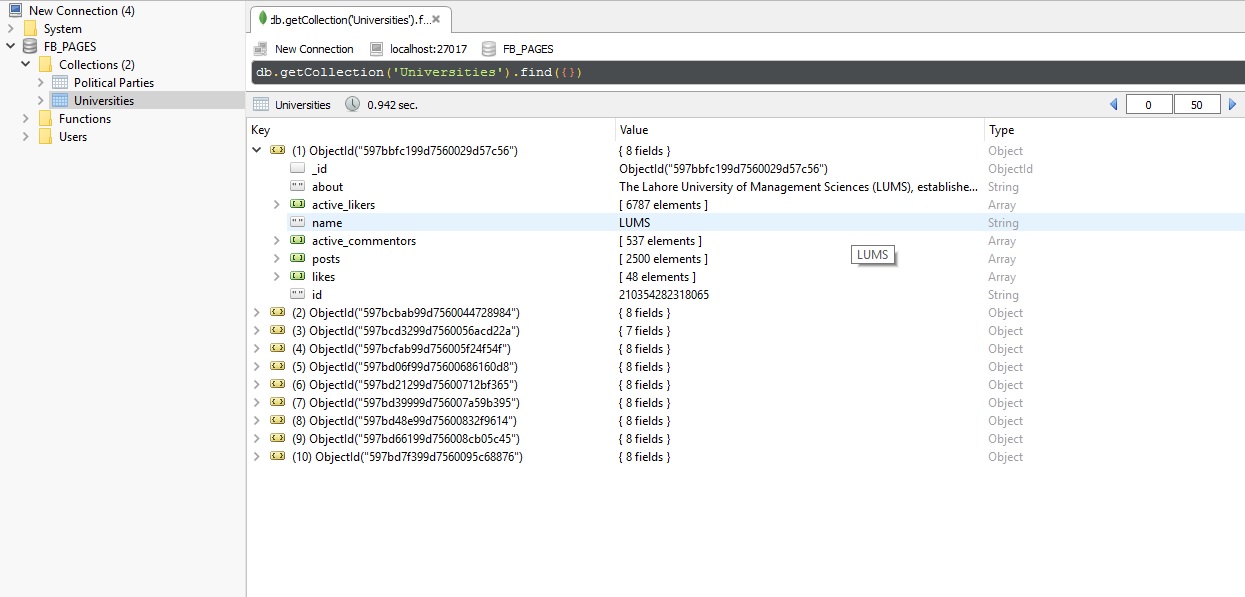 New Connection (4)
System
FB_PAGES
Collections (2)
Political Parties
Universities
Functions
Users
db.getCollection('Universities').f...
New Connection localhost:27017 FB_PAGES
db.getCollection('Universities').find({})
Universities 0.942 sec. 0 50
Key Value Type
(1) ObjectId("597bbfc199d7560029d57c56") { 8 fields } Object
_id ObjectId("597bbfc199d7560029d57c56") ObjectId
about The Lahore University of Management Sciences (LUMS), establishe... String
active_likers [ 6787 elements ] Array
name LUMS String
active_commentors [ 537 elements ] Array
LUMS
posts [ 2500 elements ] Array
likes [ 48 elements ] Array
id 210354282318065 String
(2) ObjectId("597bcbab99d7560044728984") { 8 fields } Object
(3) ObjectId("597bcd3299d7560056acd22a") { 7 fields } Object
(4) ObjectId("597bcfab99d756005f24f54f") { 8 fields } Object
(5) ObjectId("597bd06f99d75600686160d8") { 8 fields } Object
(6) ObjectId("597bd21299d75600712bf365") { 8 fields } Object
(7) ObjectId("597bd39999d756007a59b395") { 8 fields } Object
(8) ObjectId("597bd48e99d75600832f9614") { 8 fields } Object
(9) ObjectId("597bd66199d756008cb05c45") { 8 fields } Object
(10) ObjectId("597bd7f399d7560095c68876") { 8 fields } Object